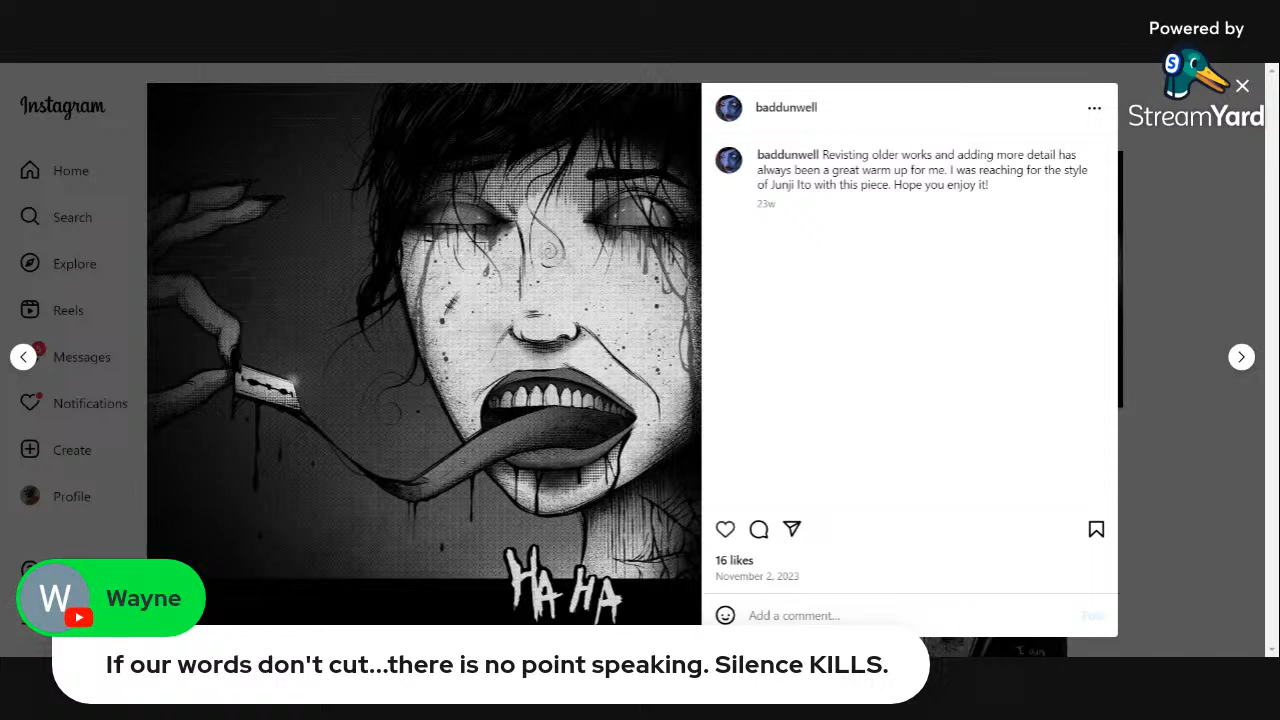 Powered by
StreamYard
Instagram
Home
Search
Explore
Reels
Messages
Notifications
Create
Profile
baddunwell
baddunwell Revisting older works and adding more detail has
always been a great warm up for me. I was reaching for the style
of Junji Ito with this piece. Hope you enjoy it!
23w
16 likes
November 2, 2023
Add a comment...
Post
HA HA
W
Wayne
If our words don't cut...there is no point speaking. Silence KILLS.